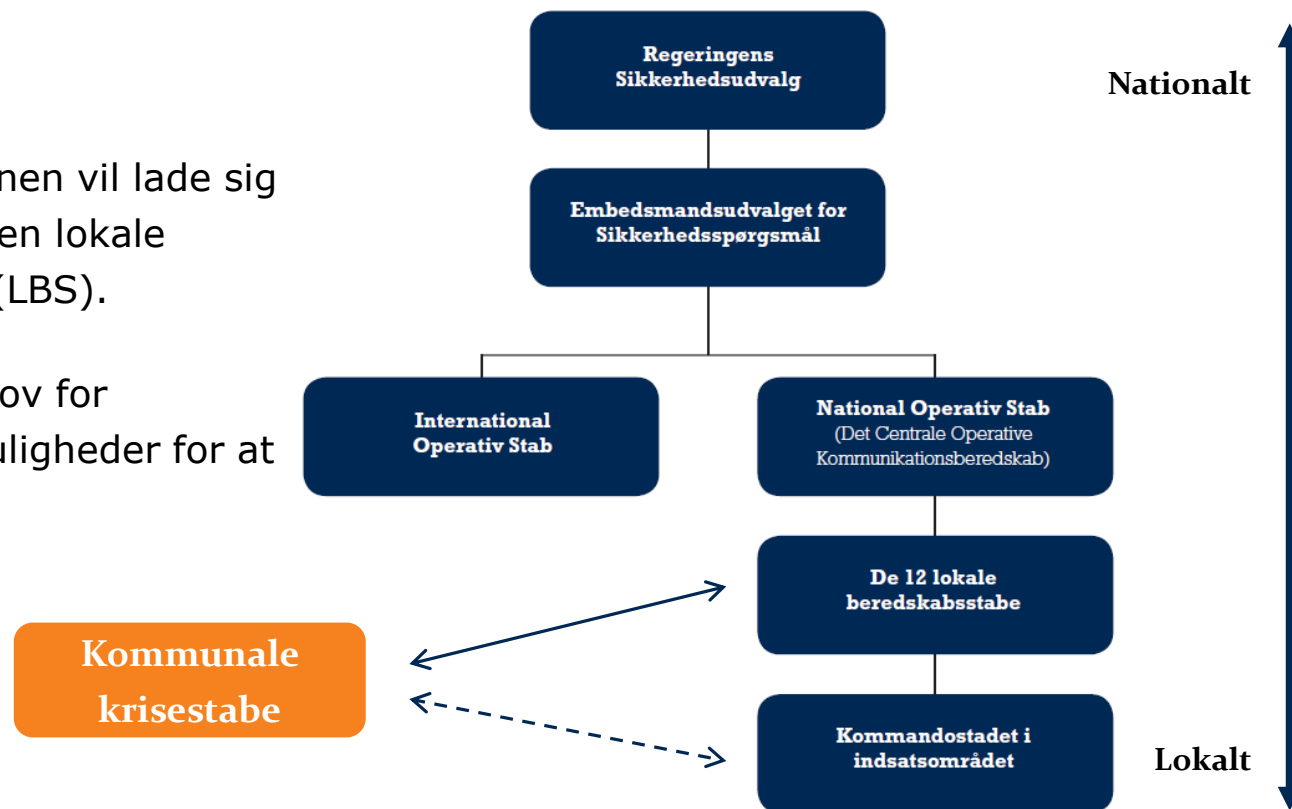 Regeringens
Sikkerhedsudvalg
Nationalt
nen vil lade sig
en lokale
(LBS).
Embedsmandsudvalget for
Sikkerhedsspørgsmål
ov for
uligheder for at
International
Operativ Stab
National Operativ Stab
(Det Centrale Operative
Kommunikationsberedskab)
De 12 lokale
beredskabsstabe
Kommunale
krisestabe
Kommandostadet i
indsatsområdet
Lokalt